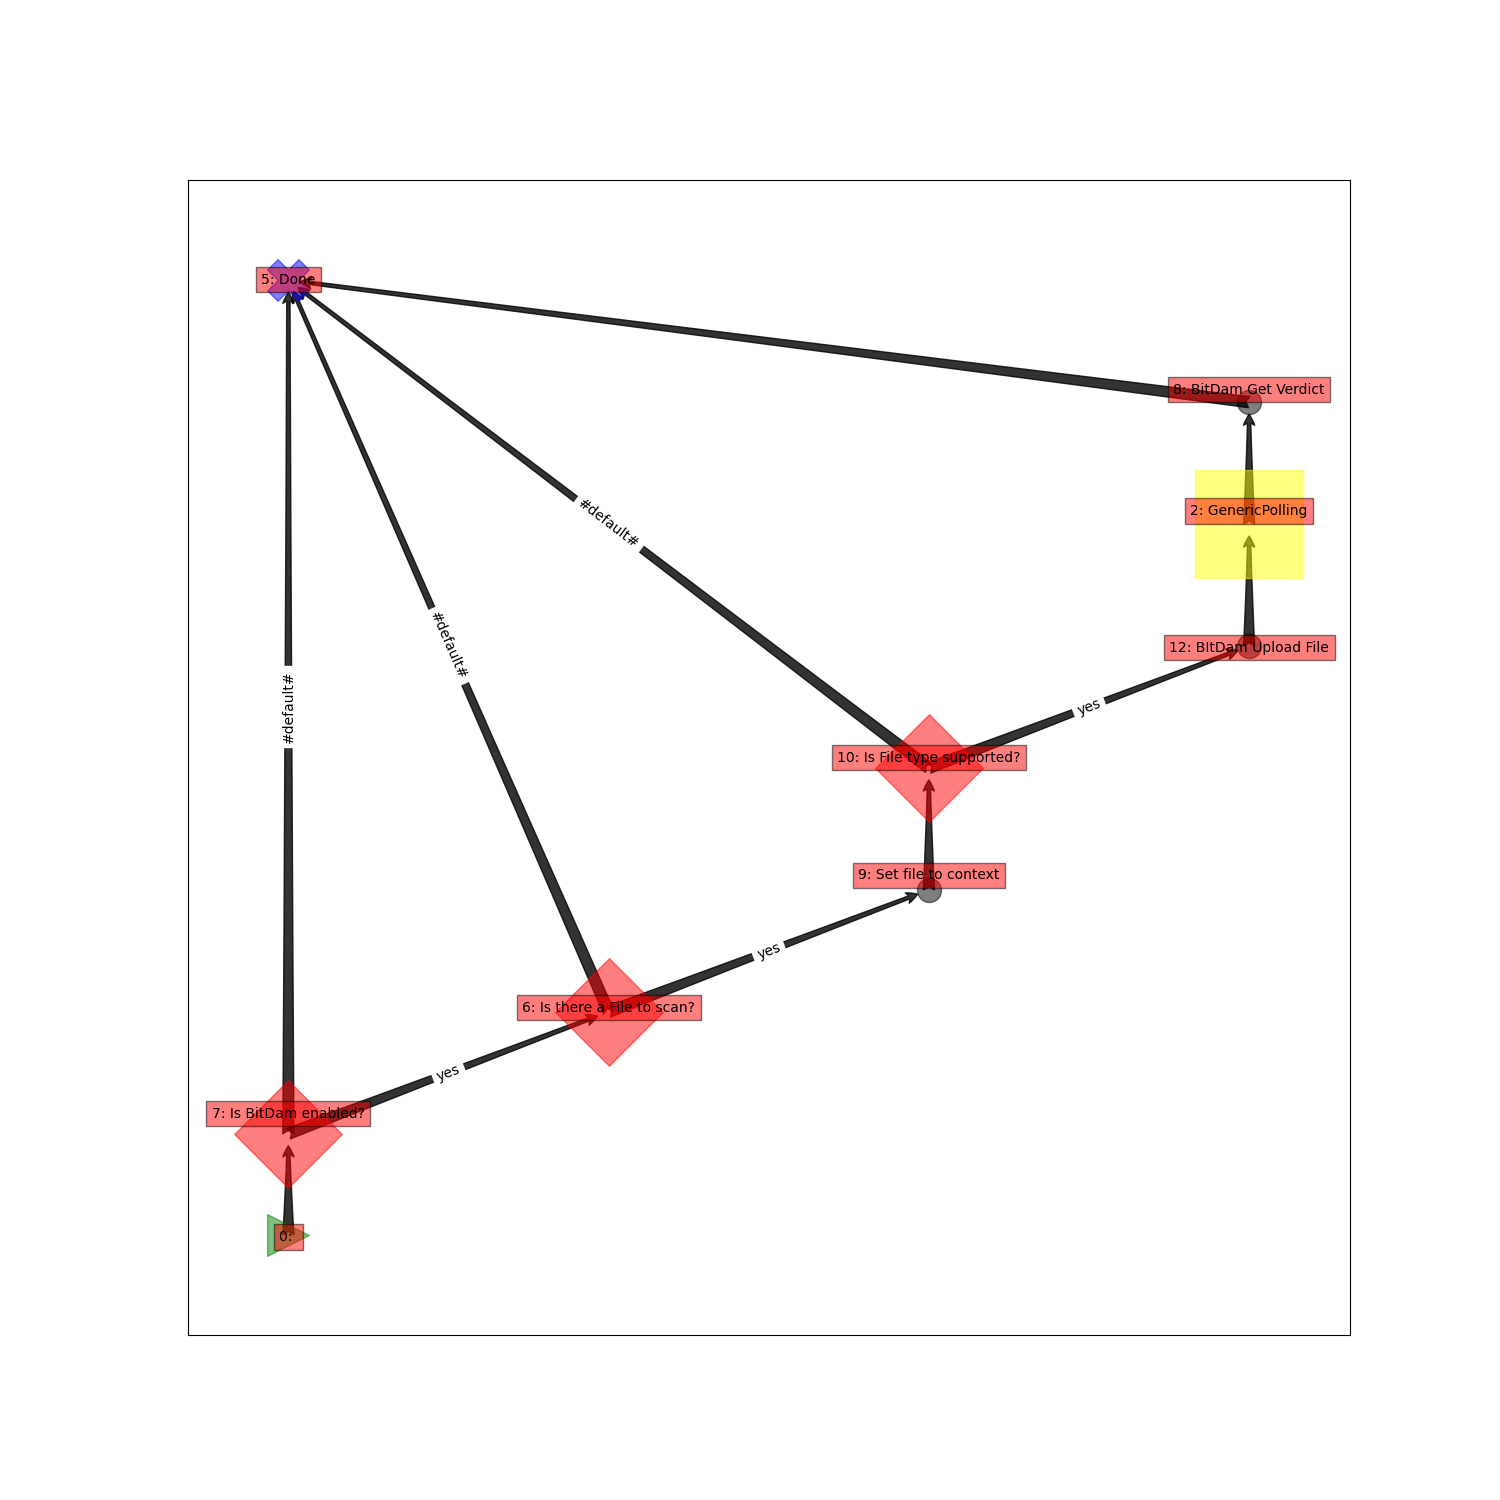 5: Done
8: BitDam Get Verdict
2: GenericPolling
#default#
#default#
12: BItDam Upload File
#default#
yes
10: Is File type supported?
9: Set file to context
yes
6: Is there a File to scan?
yes
7: Is BitDam enabled?
0: